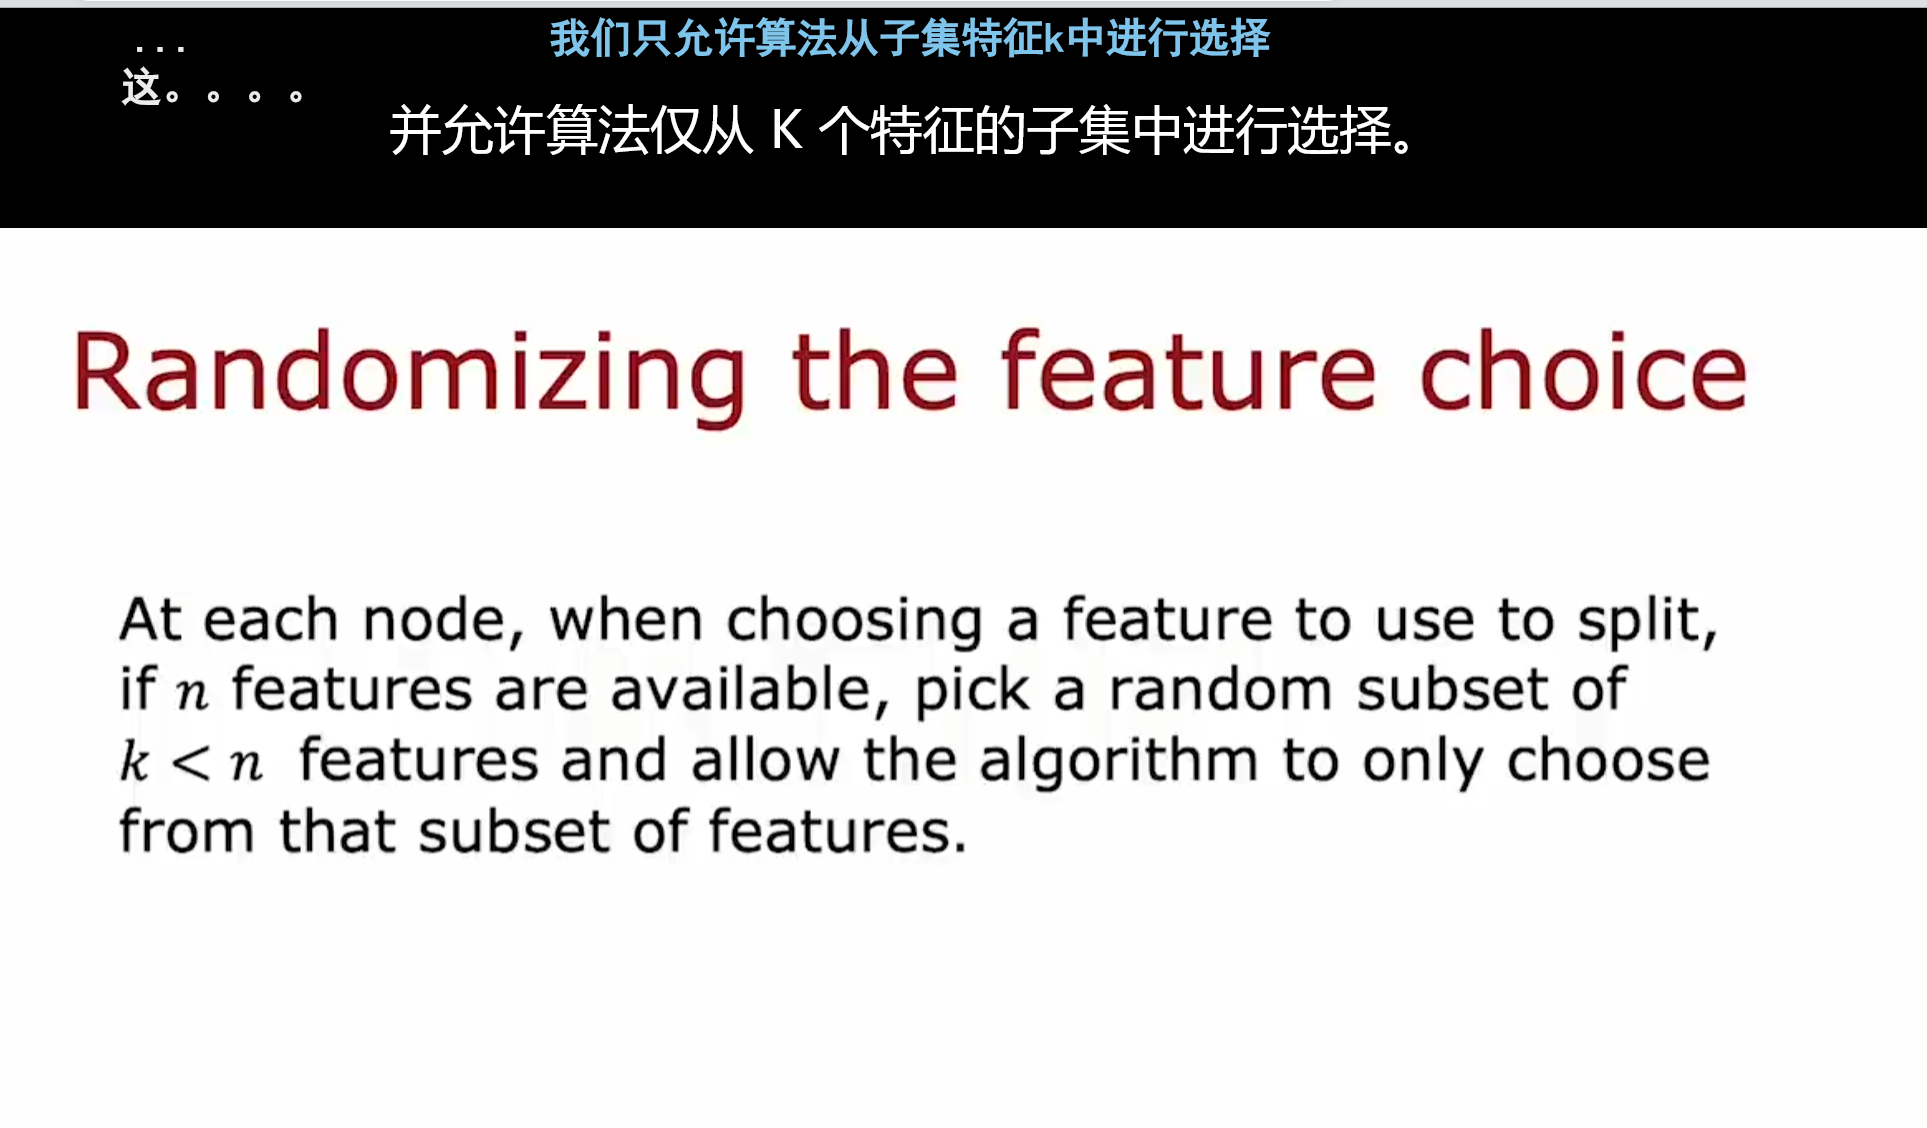 我们只允许算法从子集特征k中进行选择
...
这。。。。
并允许算法仅从 K 个特征的子集中进行选择。
Randomizing the feature choice
At each node, when choosing a feature to use to split,
if n features are available, pick a random subset of
k < n features and allow the algorithm to only choose
from that subset of features.